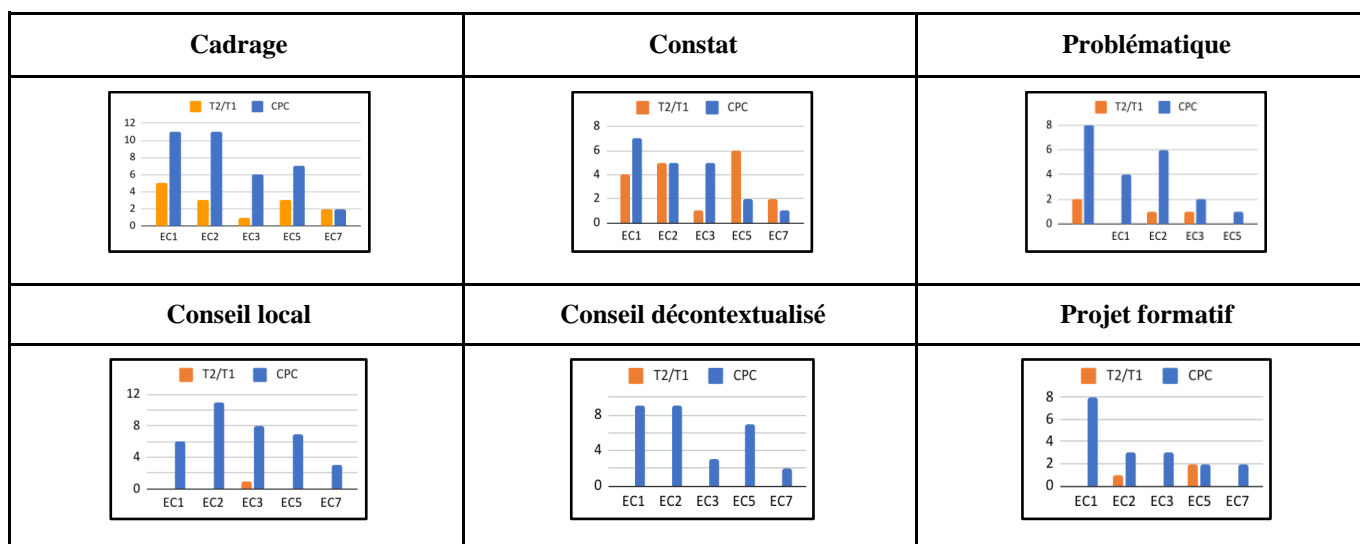 Cadrage
Constat
Problématique
T2/T1 CPC
12
10
8
6
4
2
0
EC1 EC2 EC3 EC5 EC7
T2/T1 CPC
8
6
4
2
0
EC1 EC2 EC3 EC5 EC7
T2/T1 CPC
8
6
4
2
0
EC1 EC2 EC3 EC5
Conseil local
Conseil décontextualisé
Projet formatif
T2/T1 CPC
12
8
4
0
EC1 EC2 EC3 EC5 EC7
T2/T1 CPC
8
4
0
EC1 EC2 EC3 EC5 EC7
T2/T1 CPC
8
6
4
2
0
EC1 EC2 EC3 EC5 EC7